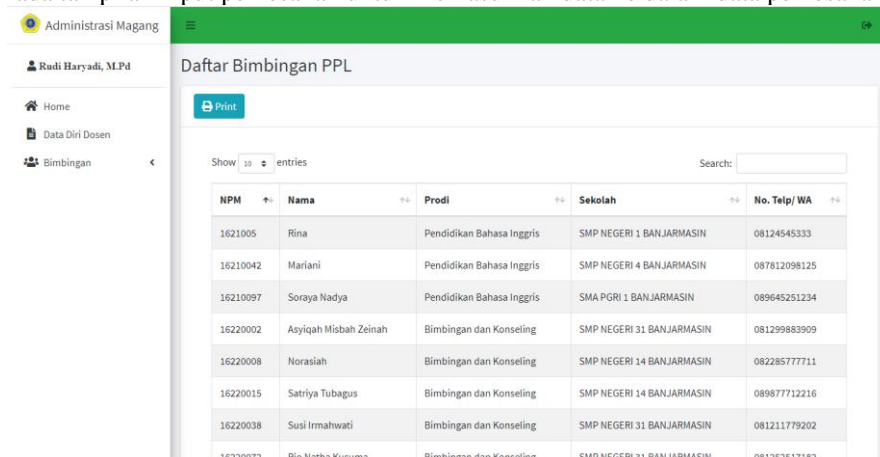 Administrasi Magang
Rudi Haryadi, M.Pd
Daftar Bimbingan PPL
Home
Print
Data Diri Dosen
Bimbingan
Show 10 entries Search:
NPM Nama Prodi Sekolah No. Telp/ WA
1621005 Rina Pendidikan Bahasa Inggris SMP NEGERI 1 BANJARMASIN 08124545333
16210042 Mariani Pendidikan Bahasa Inggris SMP NEGERI 4 BANJARMASIN 087812098125
16210097 Soraya Nadya Pendidikan Bahasa Inggris SMA PGRI 1 BANJARMASIN 089645251234
16220002 Asyiqah Misbah Zeinah Bimbingan dan Konseling SMP NEGERI 31 BANJARMASIN 081299883909
16220008 Norasiah Bimbingan dan Konseling SMP NEGERI 14 BANJARMASIN 082285777711
16220015 Satriya Tubagus Bimbingan dan Konseling SMP NEGERI 14 BANJARMASIN 089877712216
16220038 Susi Irmahwati Bimbingan dan Konseling SMP NEGERI 31 BANJARMASIN 081211779202
Bimbingan dan Konseling SMP NEGERI 31 BANJARMASIN